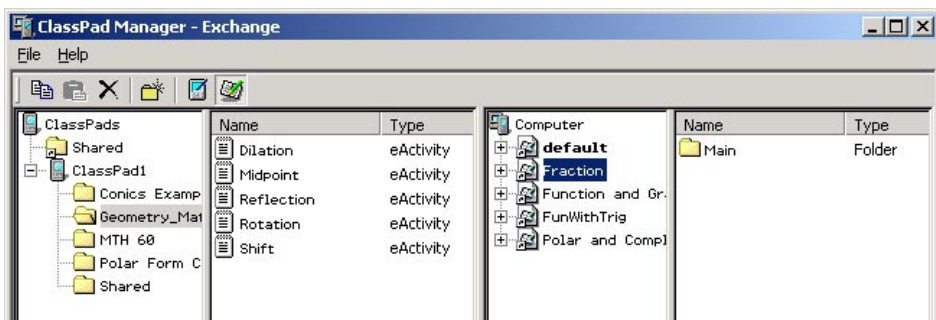 ClassPad Manager - Exchange
File Help
ClassPads
Shared
ClassPad1
Conics Examp
Geometry_Mat
MTH 60
Polar Form C
Shared
Name Type
Dilation eActivity
Midpoint eActivity
Reflection eActivity
Rotation eActivity
Shift eActivity
Computer
default
Fraction
Function and Gr
FunWithTrig
Polar and Compl
Name Type
Main Folder